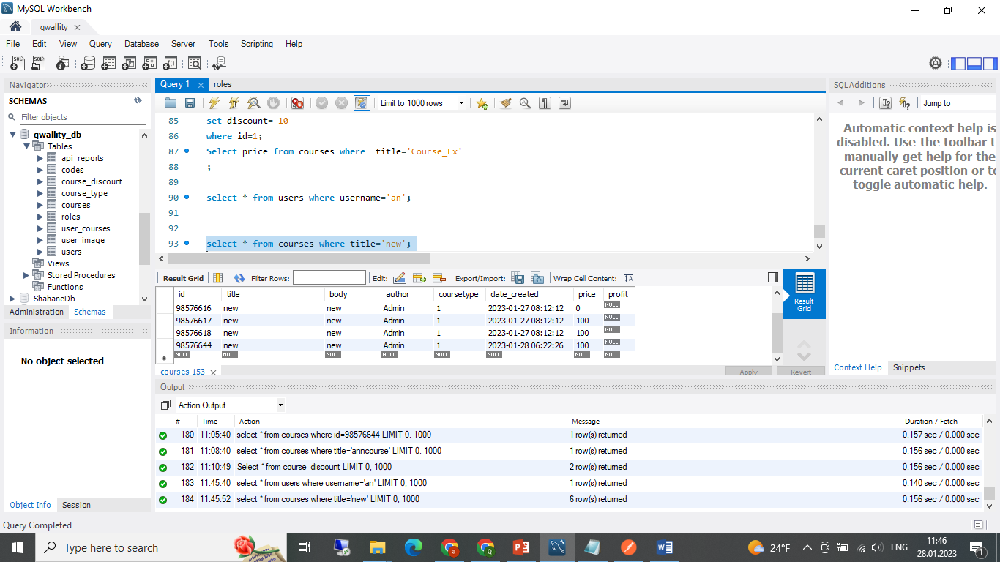 MySQL Workbench
qwallity
File Edit View Query Database Server Tools Scripting Help
Navigator
SCHEMAS
Filter objects
qwallity_db
Tables
api_reports
codes
course_discount
course_type
courses
roles
user_courses
user_image
users
Views
Stored Procedures
Functions
ShahaneDb
Administration Schemas
Information
No object selected
Object Info Session
Query 1 roles
Limit to 1000 rows
85 set discount=-10
86 where id=1;
87 Select price from courses where  title='Course_Ex'
88 ;
89
90 select * from users where username='an';
91
92
93 select * from courses where title='new';
Result Grid Filter Rows: Edit: Export/Import: Wrap Cell Content:
id title body author coursetype date_created price profit
98576616 new new Admin 1 2023-01-27 08:12:12 0 NULL
98576617 new new Admin 1 2023-01-27 08:12:12 100 NULL
98576618 new new Admin 1 2023-01-27 08:12:12 100 NULL
98576644 new new Admin 1 2023-01-28 06:22:26 100 NULL
NULL NULL NULL NULL NULL NULL NULL NULL
Result
Grid
courses 153 Apply Revert
SQLAdditions
Jump to
Automatic context help is
disabled. Use the toolbar t
manually get help for the
current caret position or to
toggle automatic help.
Context Help Snippets
Output
Action Output
# Time Action Message Duration / Fetch
180 11:05:40 select * from courses where id=98576644 LIMIT 0, 1000 1 row(s) returned 0.157 sec / 0.000 sec
181 11:08:40 select * from courses where title='anncourse' LIMIT 0, 1000 1 row(s) returned 0.156 sec / 0.000 sec
182 11:10:49 Select * from course_discount LIMIT 0, 1000 2 row(s) returned 0.156 sec / 0.000 sec
183 11:45:40 select * from users where username='an' LIMIT 0, 1000 1 row(s) returned 0.140 sec / 0.000 sec
184 11:45:52 select * from courses where title='new' LIMIT 0, 1000 6 row(s) returned 0.156 sec / 0.000 sec
Query Completed
Type here to search
24°F
ENG
11:46
28.01.2023
1